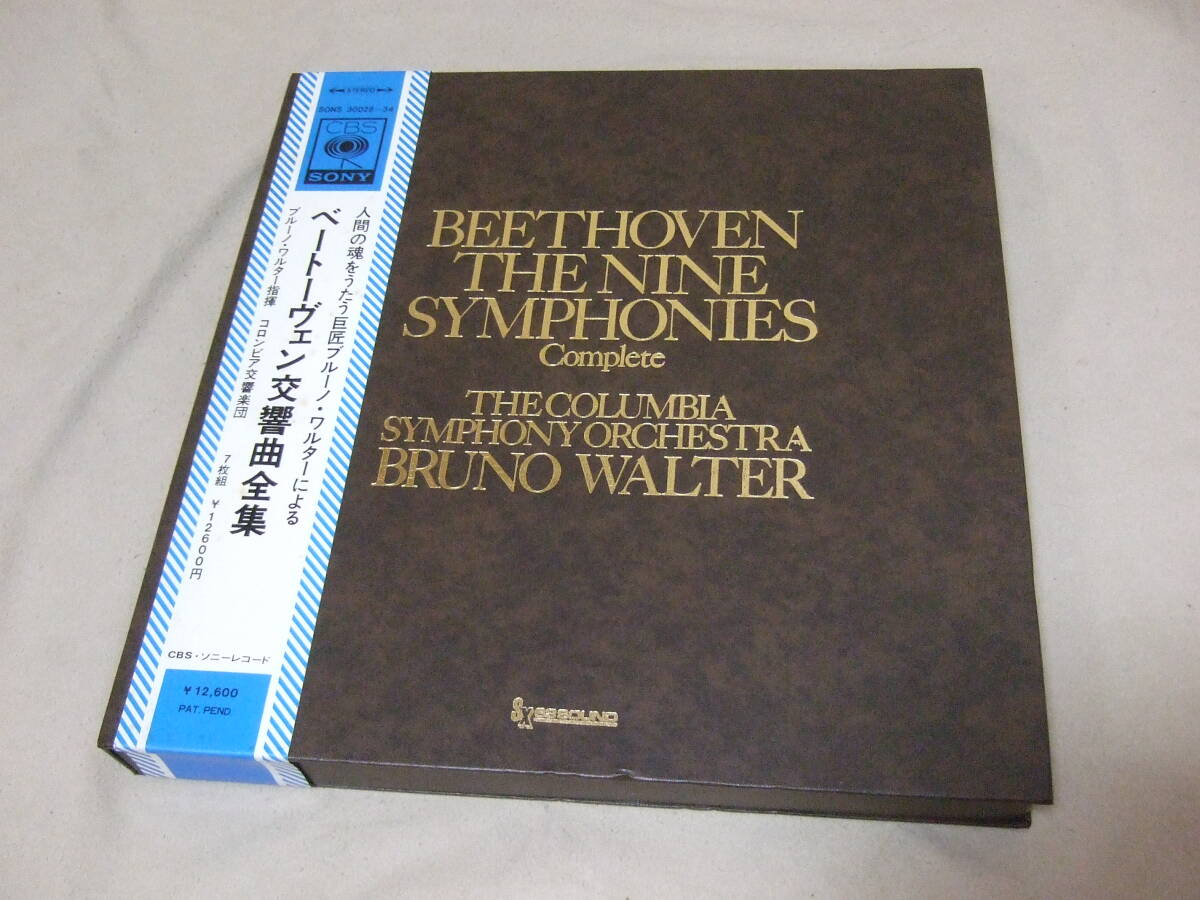 STEREO
SONS 30028-34
CBS
SONY
人間の魂をうたう巨匠ブルーノ・ワルターによる
ベートーヴェン交響曲全集
ブルーノ・ワルター指揮 コロンビア交響楽団
7枚組 ¥12600円
CBS・ソニーレコード
¥12,600
PAT. PEND.
BEETHOVEN
THE NINE
SYMPHONIES
Complete
THE COLUMBIA
SYMPHONY ORCHESTRA
BRUNO WALTER
SX 68 SOUND